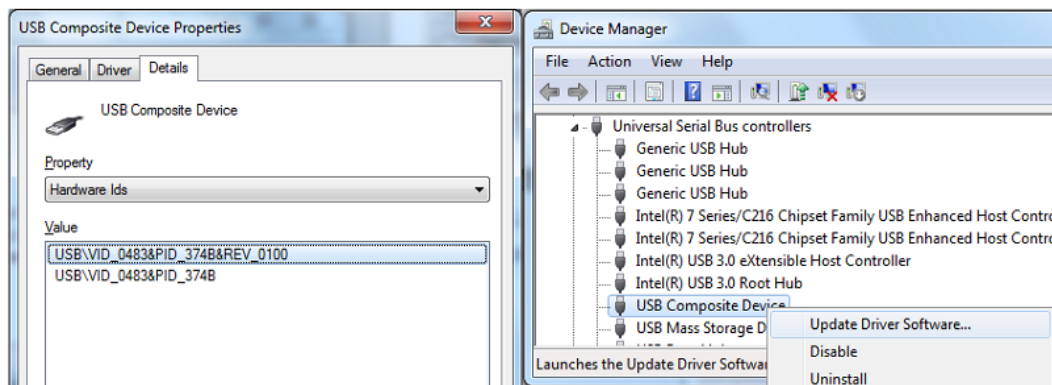 USB Composite Device Properties
General
Driver
Details
USB Composite Device
Property
Hardware Ids
Value
USB\VID_0483&PID_374B&REV_0100
USB\VID_0483&PID_374B
Device Manager
File Action View Help
Universal Serial Bus controllers
Generic USB Hub
Generic USB Hub
Generic USB Hub
Intel(R) 7 Series/C216 Chipset Family USB Enhanced Host Contro
Intel(R) 7 Series/C216 Chipset Family USB Enhanced Host Contro
Intel(R) USB 3.0 eXtensible Host Controller
Intel(R) USB 3.0 Root Hub
USB Composite Device
USB Mass Storage D
Launches the Update Driver Softwa
Update Driver Software...
Disable
Uninstall